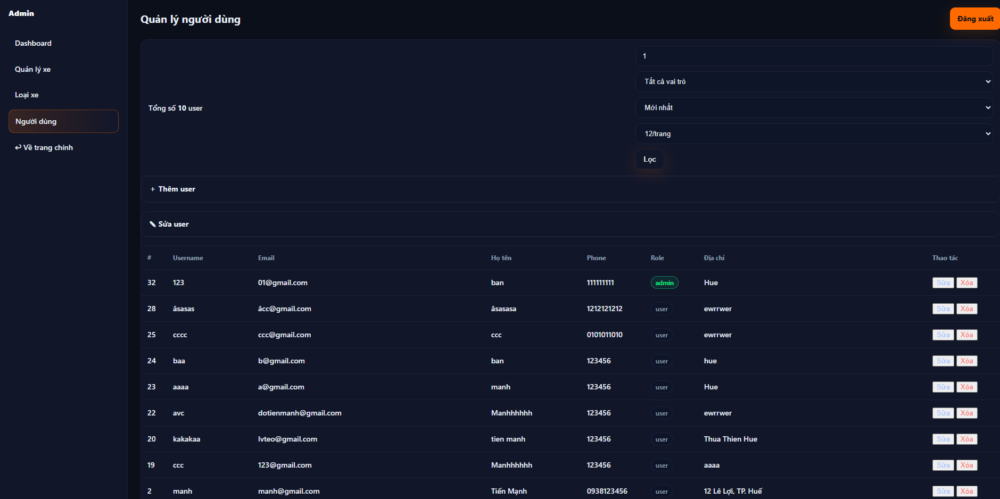 Admin
Dashboard
Quản lý xe
Loại xe
Người dùng
↩ Về trang chính
Quản lý người dùng
Đăng xuất
Tổng số 10 user
1
Tất cả vai trò
Mới nhất
12/trang
Lọc
+ Thêm user
✎ Sửa user
# Username Email Họ tên Phone Role Địa chỉ Thao tác
32 123 01@gmail.com ban 111111111 admin Hue Sửa Xóa
28 âsasas âcc@gmail.com âsasasa 1212121212 user ewrrwer Sửa Xóa
25 cccc ccc@gmail.com ccc 0101011010 user ewrrwer Sửa Xóa
24 baa b@gmail.com ban 123456 user hue Sửa Xóa
23 aaaa a@gmail.com manh 123456 user Hue Sửa Xóa
22 avc dotienmanh@gmail.com Manhhhhhh 123456 user ewrrwer Sửa Xóa
20 kakakaa lvteo@gmail.com tien manh 123456 user Thua Thien Hue Sửa Xóa
19 ccc 123@gmail.com Manhhhhhh 123456 user aaaa Sửa Xóa
2 manh manh@gmail.com Tiến Mạnh 0938123456 user 12 Lê Lợi, TP. Huế Sửa Xóa